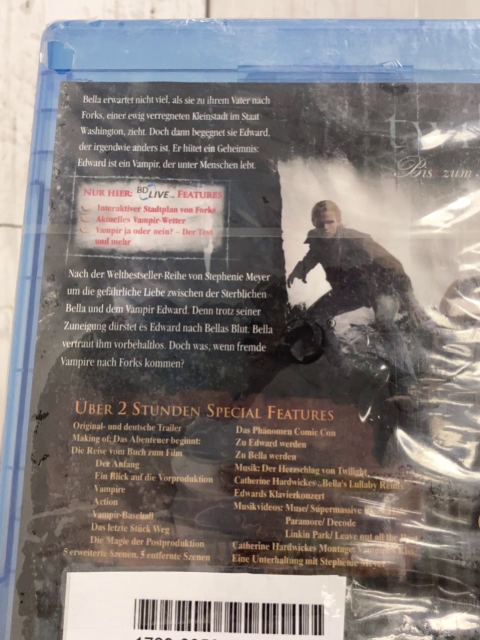 Bella erwartet nicht viel, als sie zu ihrem Vater nach
Forks, einer ewig verregneten Kleinstadt im Staat
Washington, zieht. Doch dann begegnet sie Edward,
der irgendwie anders ist. Er hütet ein Geheimnis:
Edward ist ein Vampir, der unter Menschen lebt.
NUR HIER: BD LIVE™ FEATURES
Interaktiver Stadtplan von Forks
Aktuelles Vampir-Wetter
Vampir ja oder nein? – Der Test
und mehr
Bis zum
Nach der Weltbestseller-Reihe von Stephenie Meyer
um die gefährliche Liebe zwischen der Sterblichen
Bella und dem Vampir Edward. Denn trotz seiner
Zuneigung dürstet es Edward nach Bellas Blut. Bella
vertraut ihm vorbehaltlos. Doch was, wenn fremde
Vampire nach Forks kommen?
ÜBER 2 STUNDEN SPECIAL FEATURES
Original- und deutsche Trailer
Making of: Das Abenteuer beginnt:
Die Reise vom Buch zum Film
Der Anfang
Ein Blick auf die Vorproduktion
Vampire
Action
Vampir-Baseball
Das letzte Stück Weg
Die Magie der Postproduktion
5 erweiterte Szenen, 5 entfernte Szenen
Das Phänomen Comic Con
Zu Edward werden
Zu Bella werden
Musik: Der Herzschlag von Twilight
Catherine Hardwickes „Bella's Lullaby Remix
Edwards Klavierkonzert
Musikvideos: Muse/ Supermassive
Paramore/ Decode
Linkin Park/ Leave out all the
Catherine Hardwickes Montage:
Eine Unterhaltung mit Stephenie Meyer